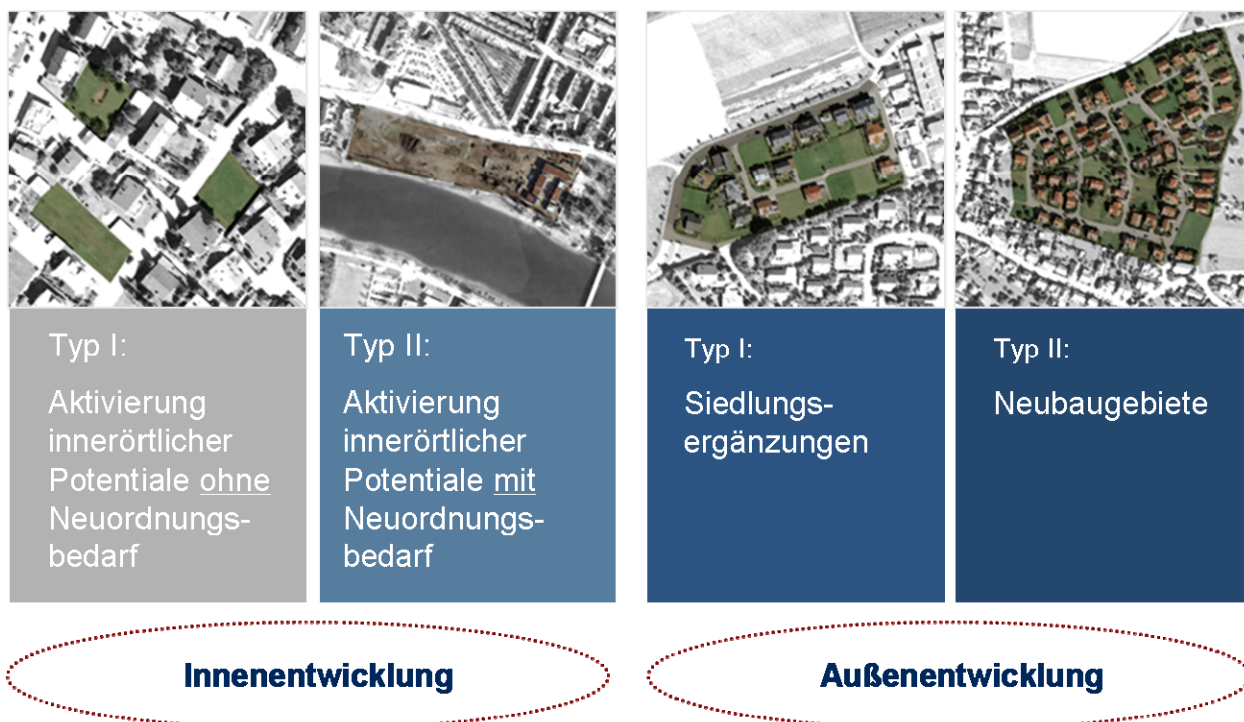 Typ I:
Aktivierung
innerörtlicher
Potentiale ohne
Neuordnungs-
bedarf
Typ II:
Aktivierung
innerörtlicher
Potentiale mit
Neuordnungs-
bedarf
Typ I:
Siedlungs-
ergänzungen
Typ II:
Neubaugebiete
Innenentwicklung
Außenentwicklung